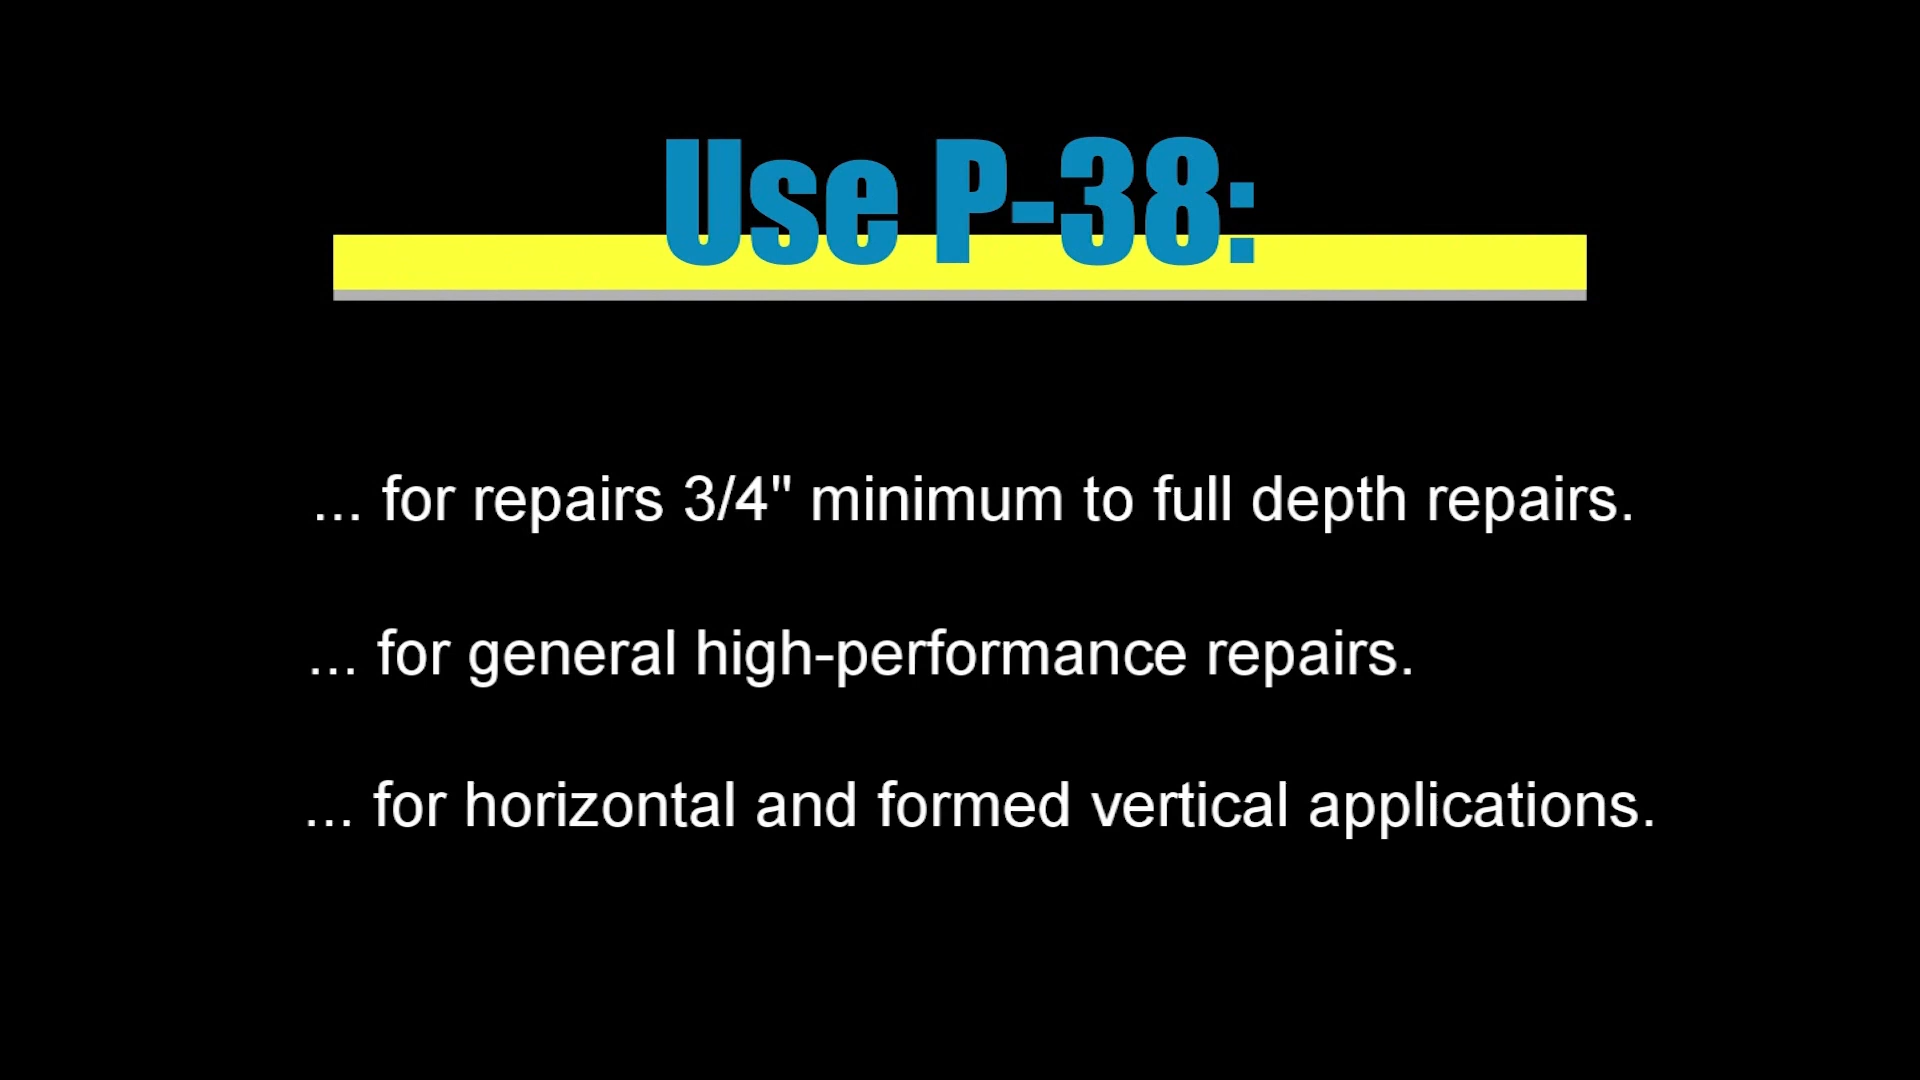 Use P-38:
... for repairs 3/4" minimum to full depth repairs.
... for general high-performance repairs.
... for horizontal and formed vertical applications.